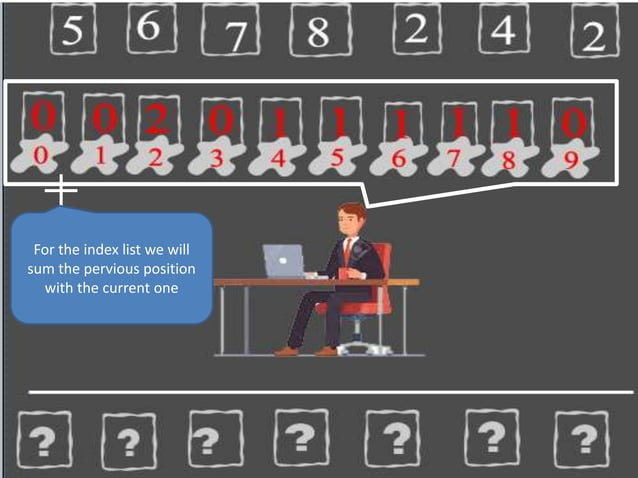 5 6 7 8 2 4 2
0 0 2 0 1 1 1 1 1 0
0 1 2 3 4 5 6 7 8 9
For the index list we will
sum the pervious position
with the current one
? ? ? ? ? ? ?